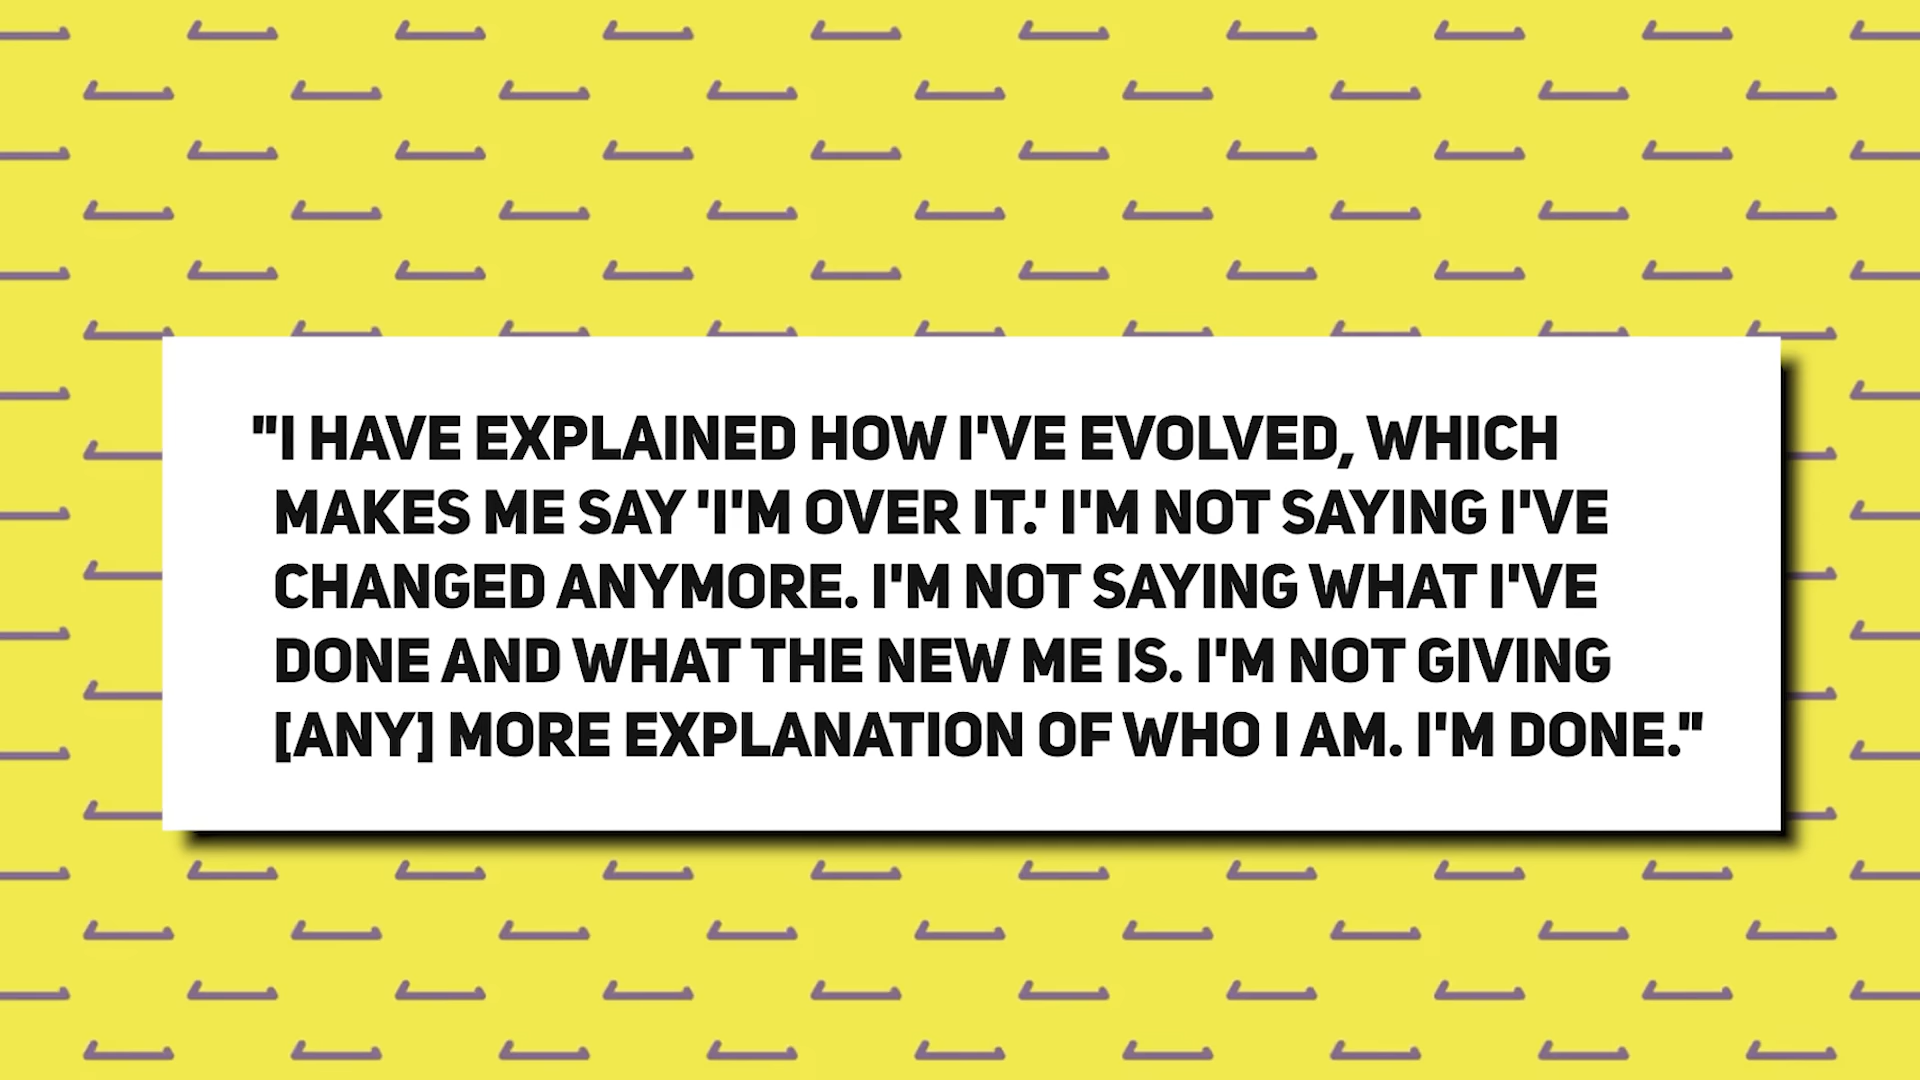 "I HAVE EXPLAINED HOW I'VE EVOLVED, WHICH
MAKES ME SAY 'I'M OVER IT.' I'M NOT SAYING I'VE
CHANGED ANYMORE. I'M NOT SAYING WHAT I'VE
DONE AND WHAT THE NEW ME IS. I'M NOT GIVING
[ANY] MORE EXPLANATION OF WHO I AM. I'M DONE."